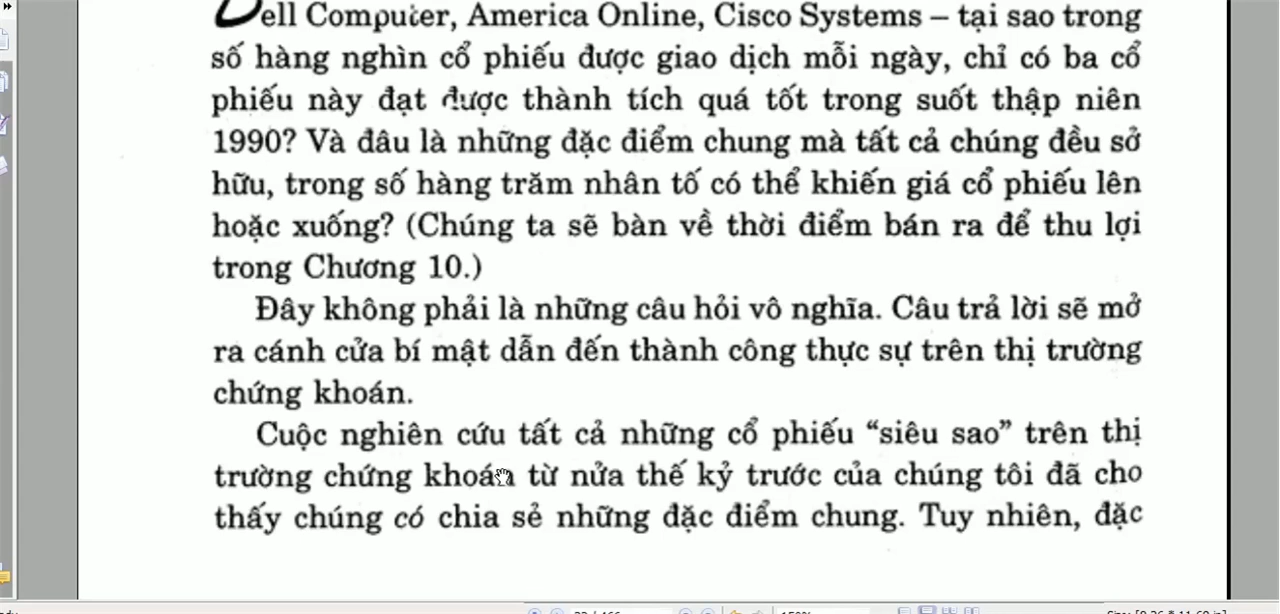 Dell Computer, America Online, Cisco Systems – tại sao trong
số hàng nghìn cổ phiếu được giao dịch mỗi ngày, chỉ có ba cổ
phiếu này đạt được thành tích quá tốt trong suốt thập niên
1990? Và đâu là những đặc điểm chung mà tất cả chúng đều sở
hữu, trong số hàng trăm nhân tố có thể khiến giá cổ phiếu lên
hoặc xuống? (Chúng ta sẽ bàn về thời điểm bán ra để thu lợi
trong Chương 10.)
Đây không phải là những câu hỏi vô nghĩa. Câu trả lời sẽ mở
ra cánh cửa bí mật dẫn đến thành công thực sự trên thị trường
chứng khoán.
Cuộc nghiên cứu tất cả những cổ phiếu “siêu sao” trên thị
trường chứng khoán từ nửa thế kỷ trước của chúng tôi đã cho
thấy chúng có chia sẻ những đặc điểm chung. Tuy nhiên, đặc